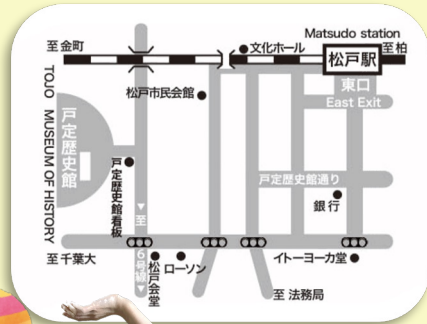 Matsudo station
至金町
文化ホール
松戸駅
至柏
東口
East Exit
松戸市民会館
TOJO MUSEUM OF HISTORY
戸定歴史館
戸定歴史館看板
戸定歴史館通り
銀行
▼至
6号線▼
至千葉大
松戸会堂
ローソン
イトーヨーカ堂
至 法務局